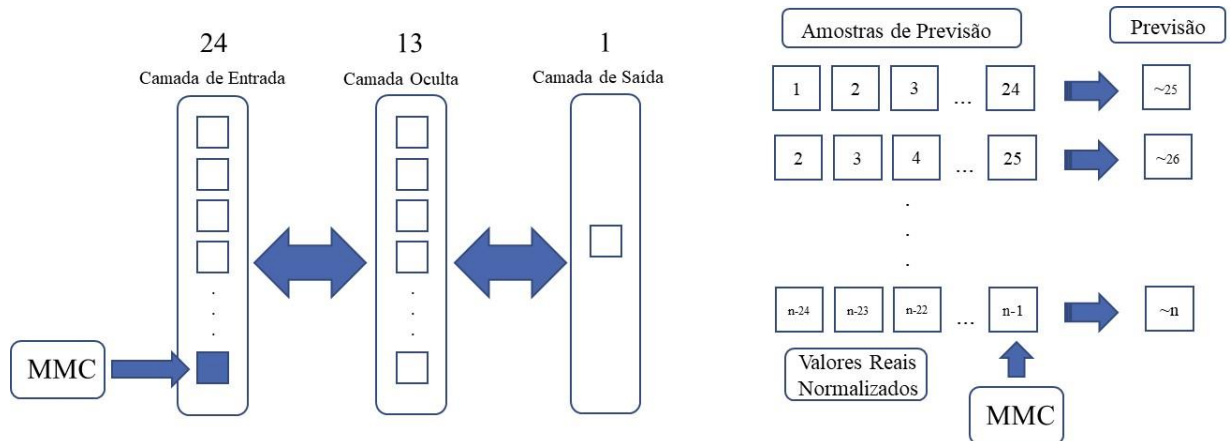 24
13
1
Camada de Entrada
Camada Oculta
Camada de Saída
.
.
.
.
.
.
MMC
Amostras de Previsão
Previsão
1 2 3 ... 24 ~25
2 3 4 ... 25 ~26
.
.
.
n-24 n-23 n-22 ... n-1 ~n
Valores Reais
Normalizados
MMC